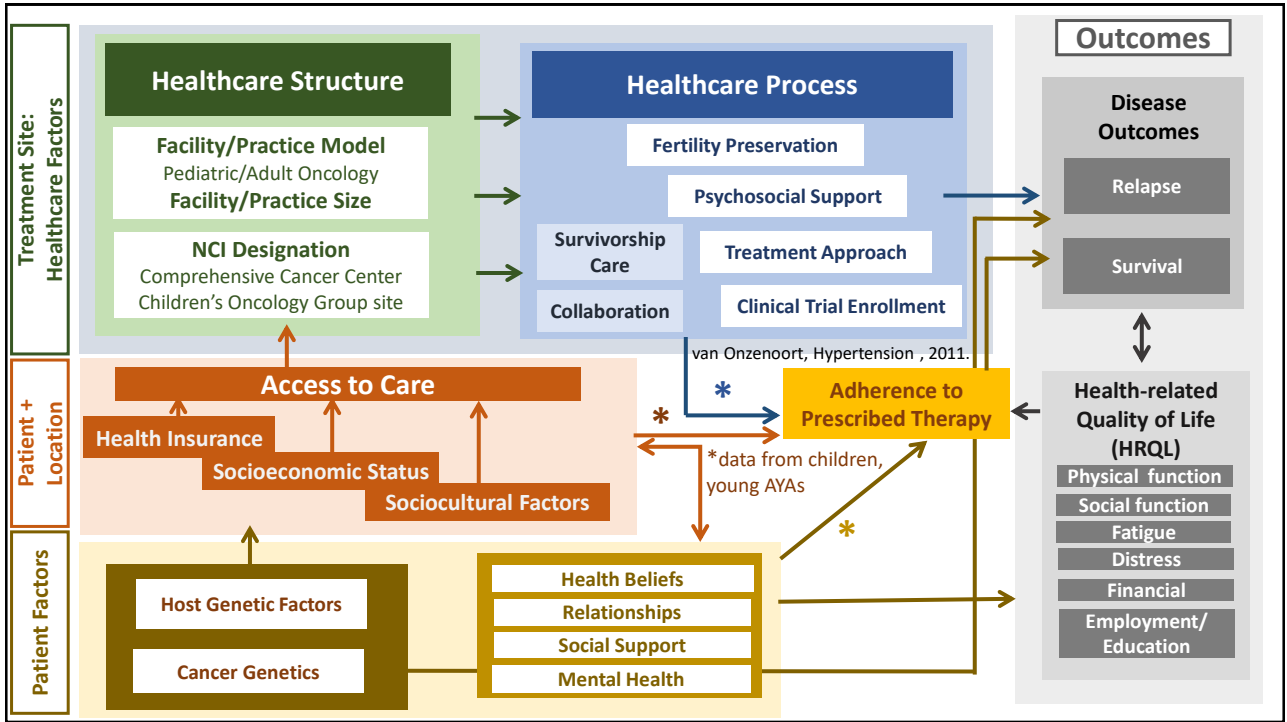 Treatment Site:
Healthcare Factors
Healthcare Structure
Facility/Practice Model
Pediatric/Adult Oncology
Facility/Practice Size
NCI Designation
Comprehensive Cancer Center
Children's Oncology Group site
Healthcare Process
Fertility Preservation
Psychosocial Support
Survivorship
Care
Treatment Approach
Collaboration
Clinical Trial Enrollment
van Onzenoort, Hypertension , 2011.
Outcomes
Disease
Outcomes
Relapse
Survival
Patient +
Location
Access to Care
Health Insurance
Socioeconomic Status
Sociocultural Factors
*
*
Adherence to
Prescribed Therapy
*data from children,
young AYAs
*
Health-related
Quality of Life
(HRQL)
Physical function
Social function
Fatigue
Distress
Financial
Employment/
Education
Patient Factors
Host Genetic Factors
Cancer Genetics
Health Beliefs
Relationships
Social Support
Mental Health